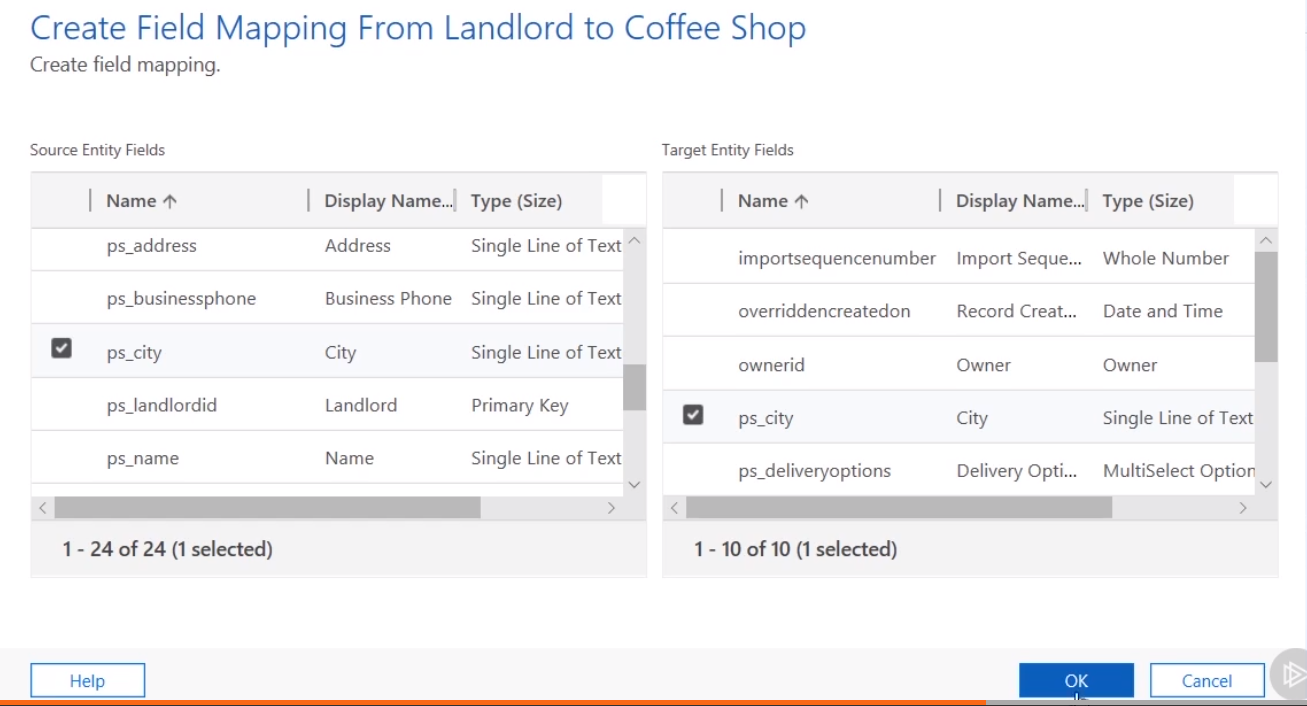 Create Field Mapping From Landlord to Coffee Shop
Create field mapping.
Source Entity Fields
Name ↑ Display Name... Type (Size)
ps_address Address Single Line of Text
ps_businessphone Business Phone Single Line of Text
ps_city City Single Line of Text
ps_landlordid Landlord Primary Key
ps_name Name Single Line of Text
1 - 24 of 24 (1 selected)
Target Entity Fields
Name ↑ Display Name... Type (Size)
importsequencenumber Import Seque... Whole Number
overriddencreatedon Record Creat... Date and Time
ownerid Owner Owner
ps_city City Single Line of Text
ps_deliveryoptions Delivery Opti... MultiSelect Option
1 - 10 of 10 (1 selected)
Help OK Cancel